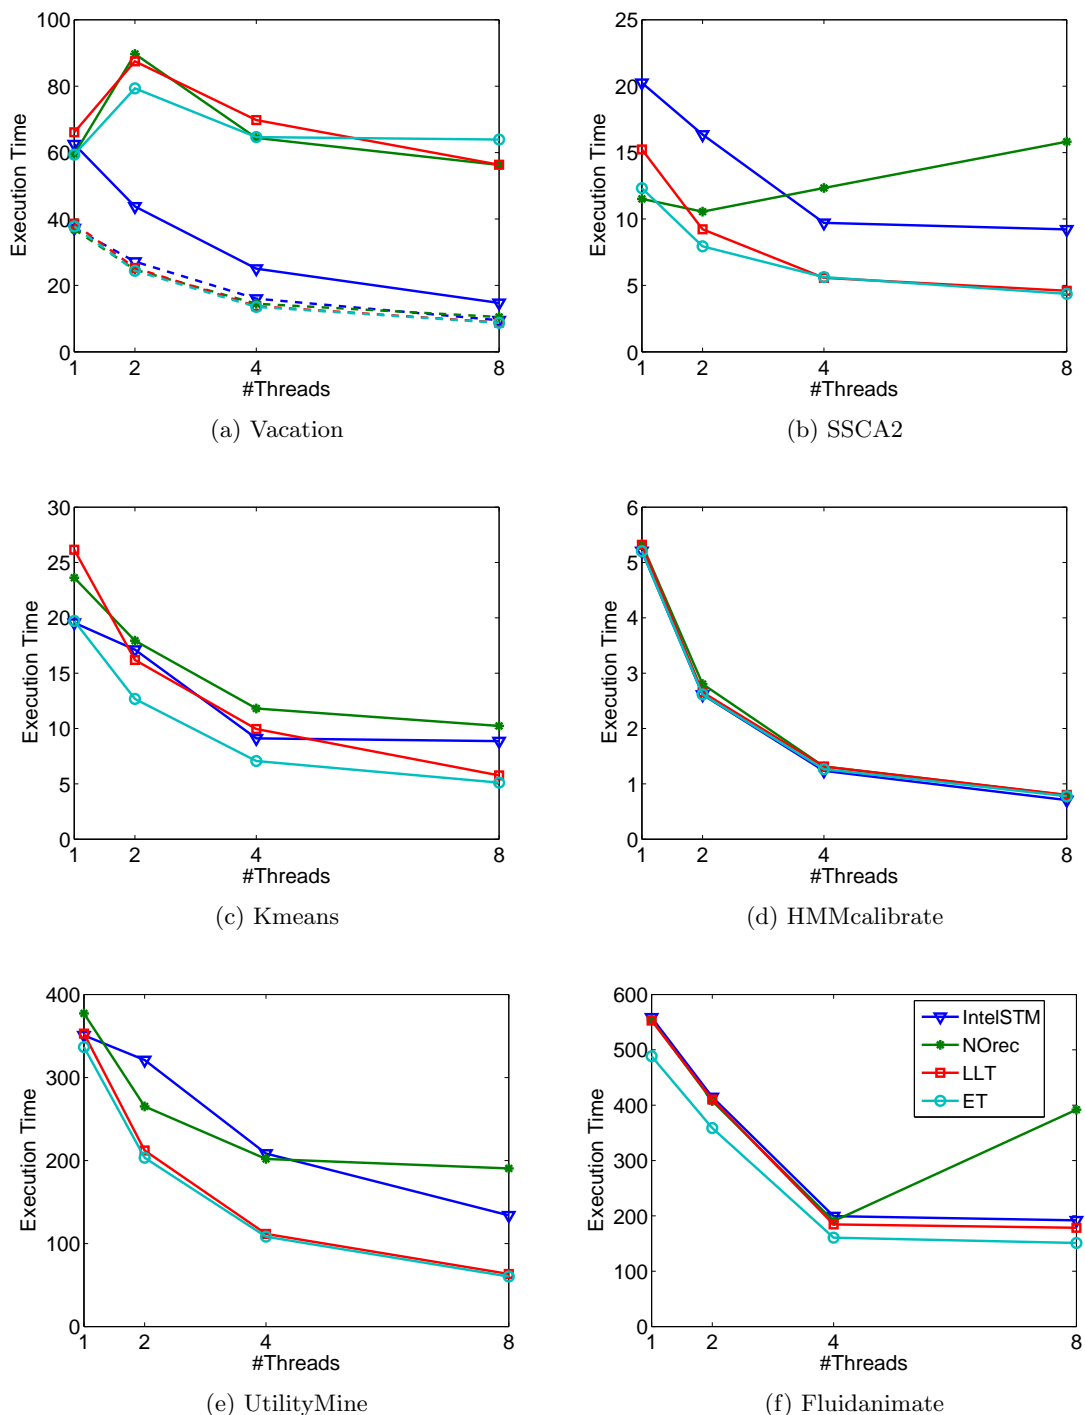 100
80
60
40
20
0
Execution Time
1 2 4 8
#Threads
(a) Vacation
25
20
15
10
5
0
Execution Time
1 2 4 8
#Threads
(b) SSCA2
30
25
20
15
10
5
0
Execution Time
1 2 4 8
#Threads
(c) Kmeans
6
5
4
3
2
1
0
Execution Time
1 2 4 8
#Threads
(d) HMMcalibrate
400
300
200
100
0
Execution Time
1 2 4 8
#Threads
(e) UtilityMine
600
500
400
300
200
100
0
Execution Time
IntelSTM
NOrec
LLT
ET
1 2 4 8
#Threads
(f) Fluidanimate